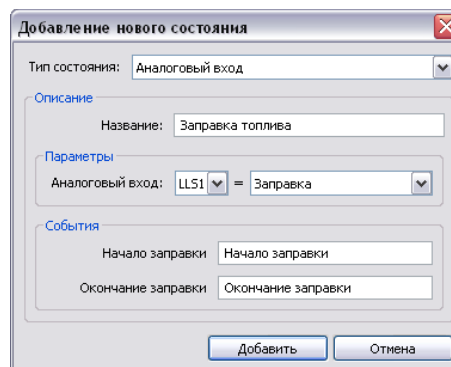 Добавление нового состояния
Тип состояния: Аналоговый вход
Описание
Название: Заправка топлива
Параметры
Аналоговый вход: LLS1 = Заправка
События
Начало заправки Начало заправки
Окончание заправки Окончание заправки
Добавить Отмена